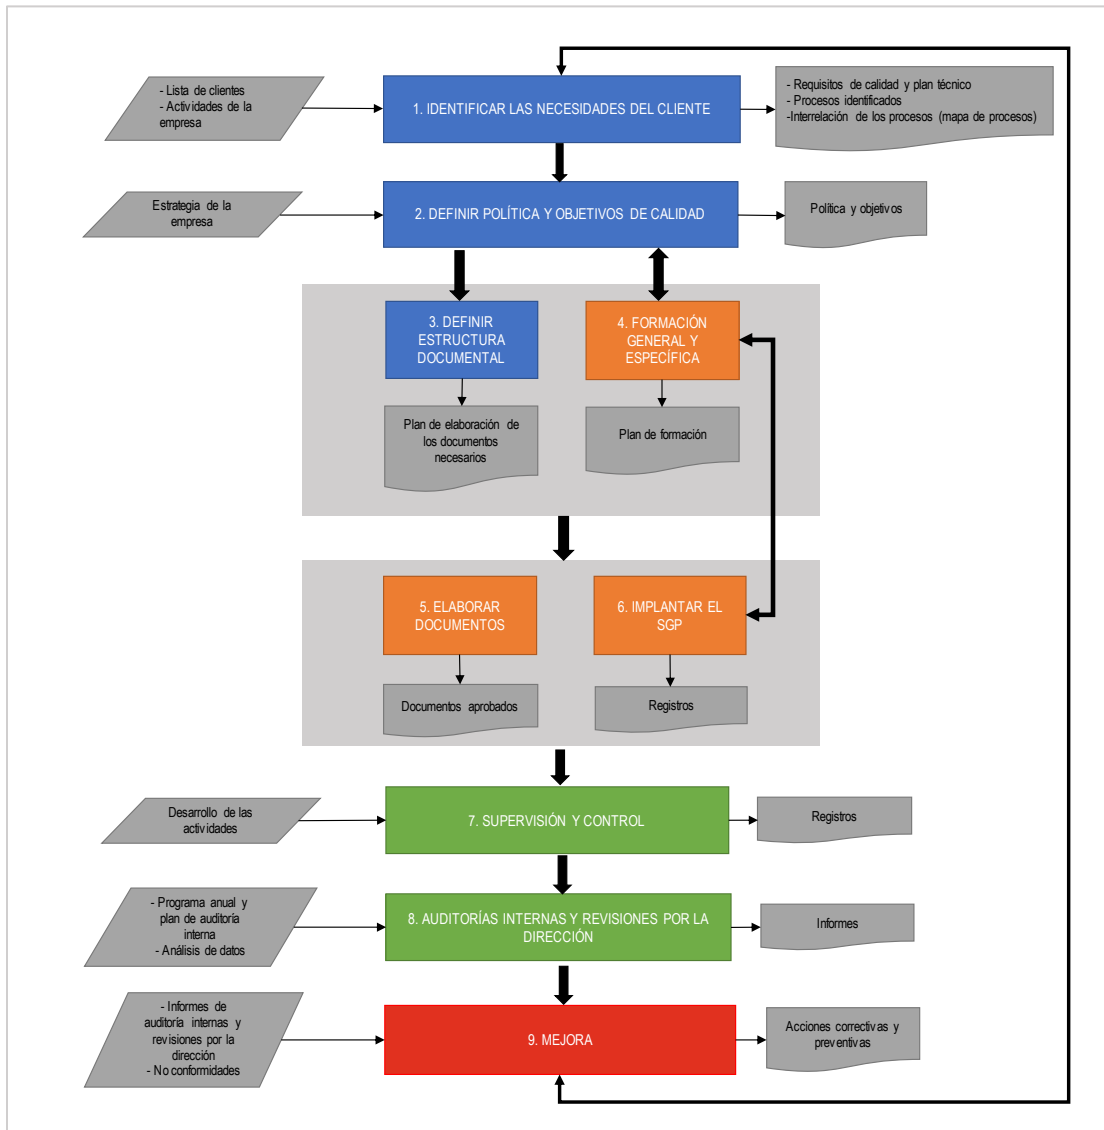 - Lista de clientes
- Actividades de la
empresa
1. IDENTIFICAR LAS NECESIDADES DEL CLIENTE
- Requisitos de calidad y plan técnico
- Procesos identificados
-Interrelación de los procesos (mapa de procesos)
Estrategia de la
empresa
2. DEFINIR POLÍTICA Y OBJETIVOS DE CALIDAD
Política y objetivos
3. DEFINIR
ESTRUCTURA
DOCUMENTAL
4. FORMACIÓN
GENERAL Y
ESPECÍFICA
Plan de elaboración de
los documentos
necesarios
Plan de formación
5. ELABORAR
DOCUMENTOS
6. IMPLANTAR EL
SGP
Documentos aprobados
Registros
Desarrollo de las
actividades
7. SUPERVISIÓN Y CONTROL
Registros
- Programa anual y
plan de auditoría
interna
- Análisis de datos
8. AUDITORÍAS INTERNAS Y REVISIONES POR LA
DIRECCIÓN
Informes
- Informes de
auditoría internas y
revisiones por la
dirección
- No conformidades
9. MEJORA
Acciones correctivas y
preventivas